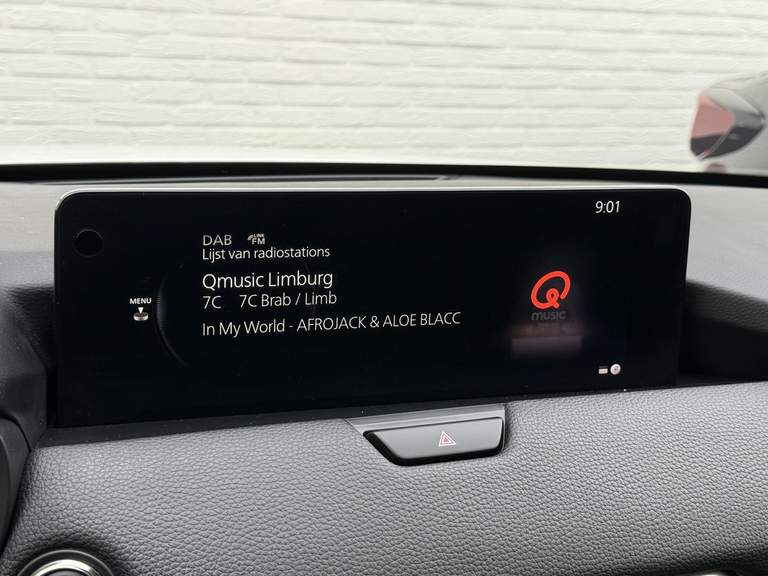 9:01
DAB LINK FM
Lijst van radiostations
Qmusic Limburg
MENU
7C 7C Brab / Limb
In My World - AFROJACK & ALOE BLACC
Q
music